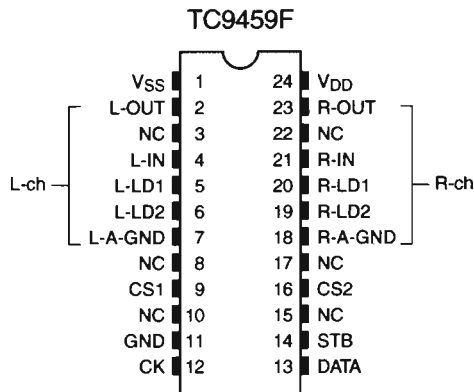 TC9459F
VSS 1 24 VDD
L-OUT 2 23 R-OUT
NC 3 22 NC
L-IN 4 21 R-IN
L-ch L-LD1 5 20 R-LD1 R-ch
L-LD2 6 19 R-LD2
L-A-GND 7 18 R-A-GND
NC 8 17 NC
CS1 9 16 CS2
NC 10 15 NC
GND 11 14 STB
CK 12 13 DATA